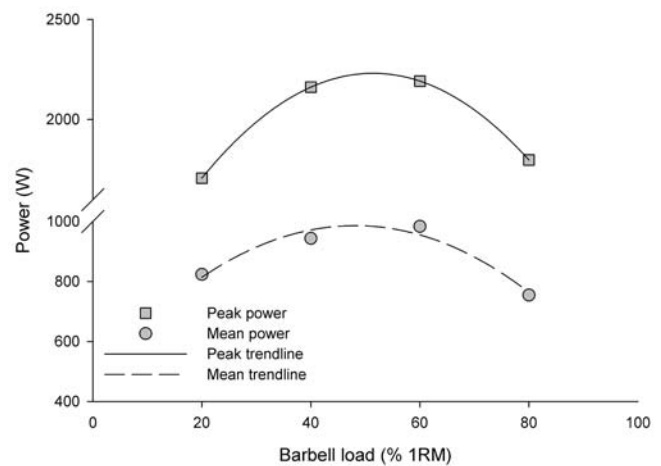 2500
2000
1000
800
600
400
Power (W)
Peak power
Mean power
Peak trendline
Mean trendline
0 20 40 60 80 100
Barbell load (% 1RM)